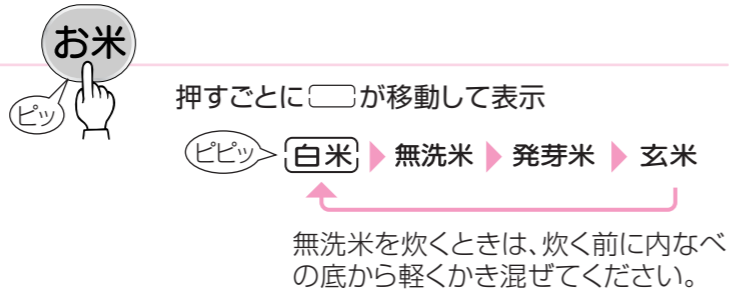 お米
ピッ
押すごとに  が移動して表示
ピピッ 白米 ▶ 無洗米 ▶ 発芽米 ▶ 玄米
無洗米を炊くときは、炊く前に内なべ
の底から軽くかき混ぜてください。